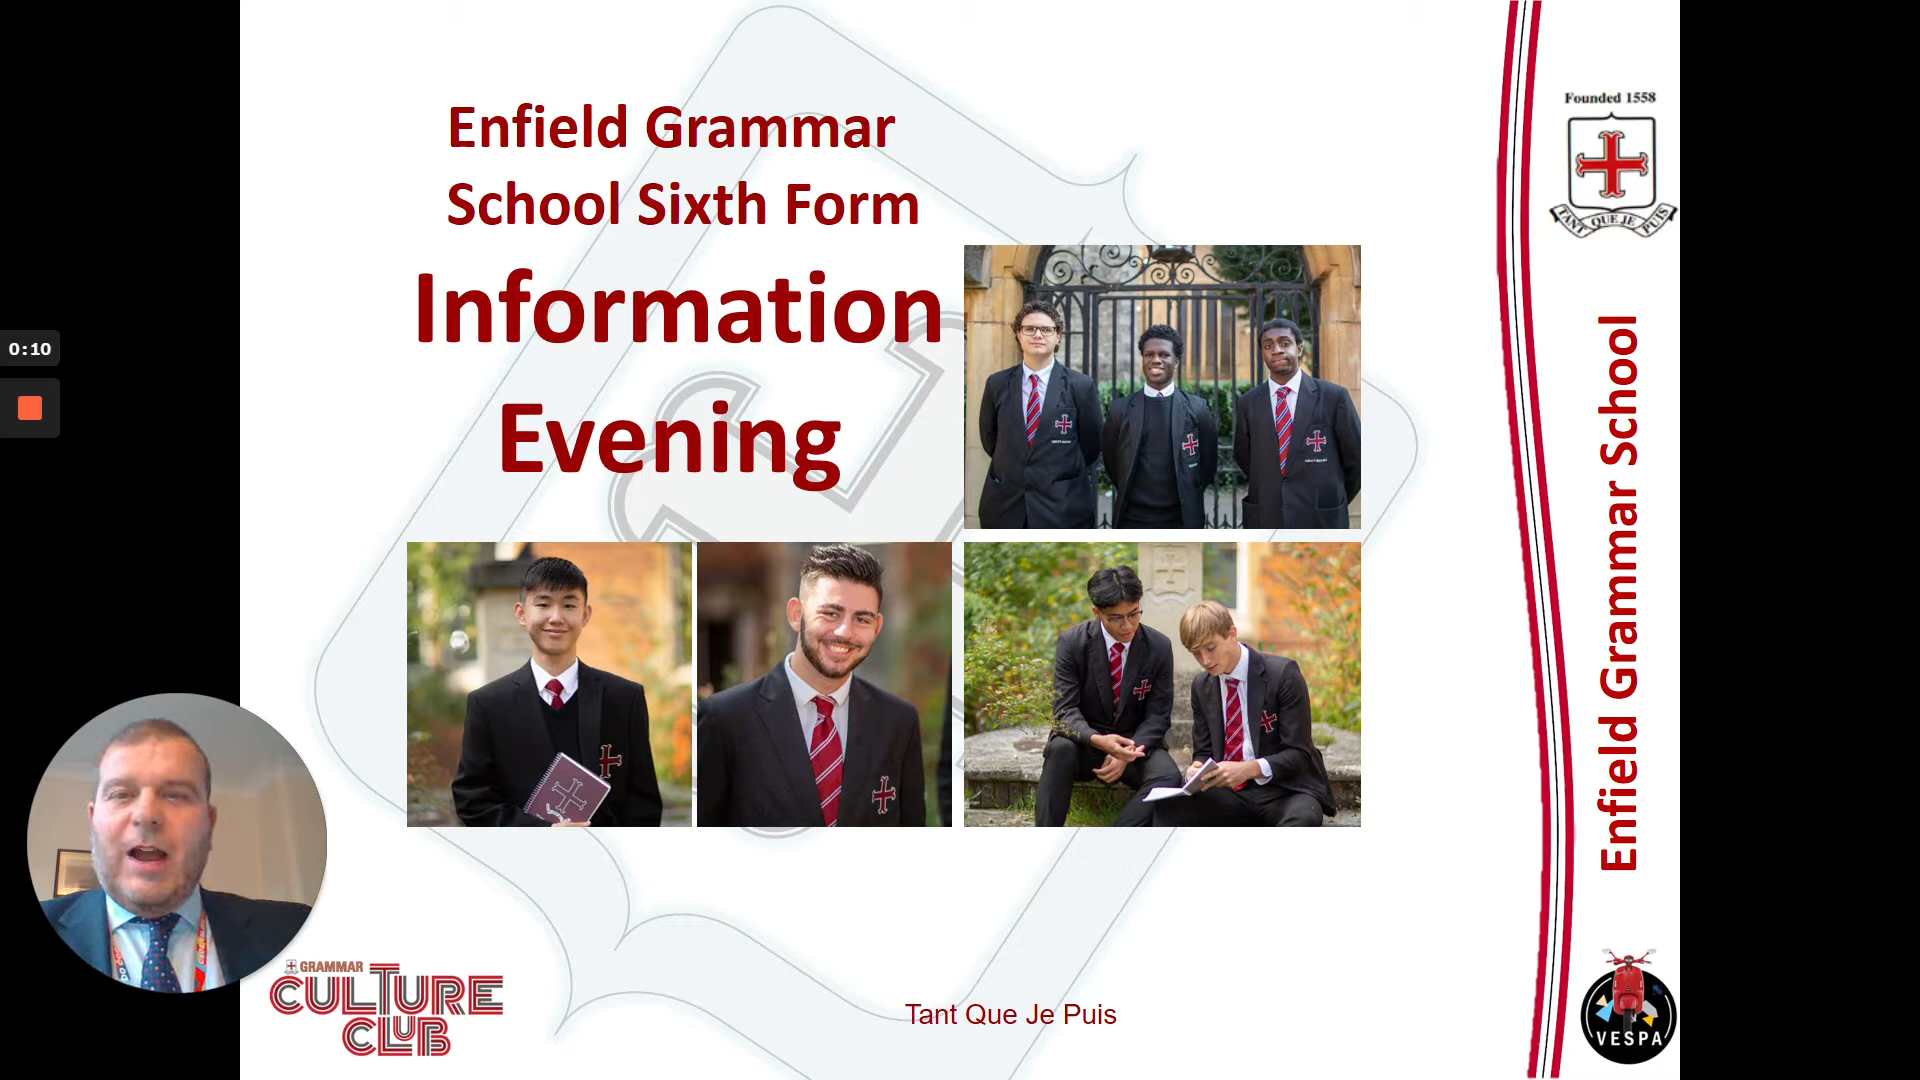 Enfield Grammar
School Sixth Form
Information
Evening
0:10
Founded 1558
TANT QUE JE PUIS
Enfield Grammar School
GRAMMAR
CULTURE
CLUB
Tant Que Je Puis
VESPA